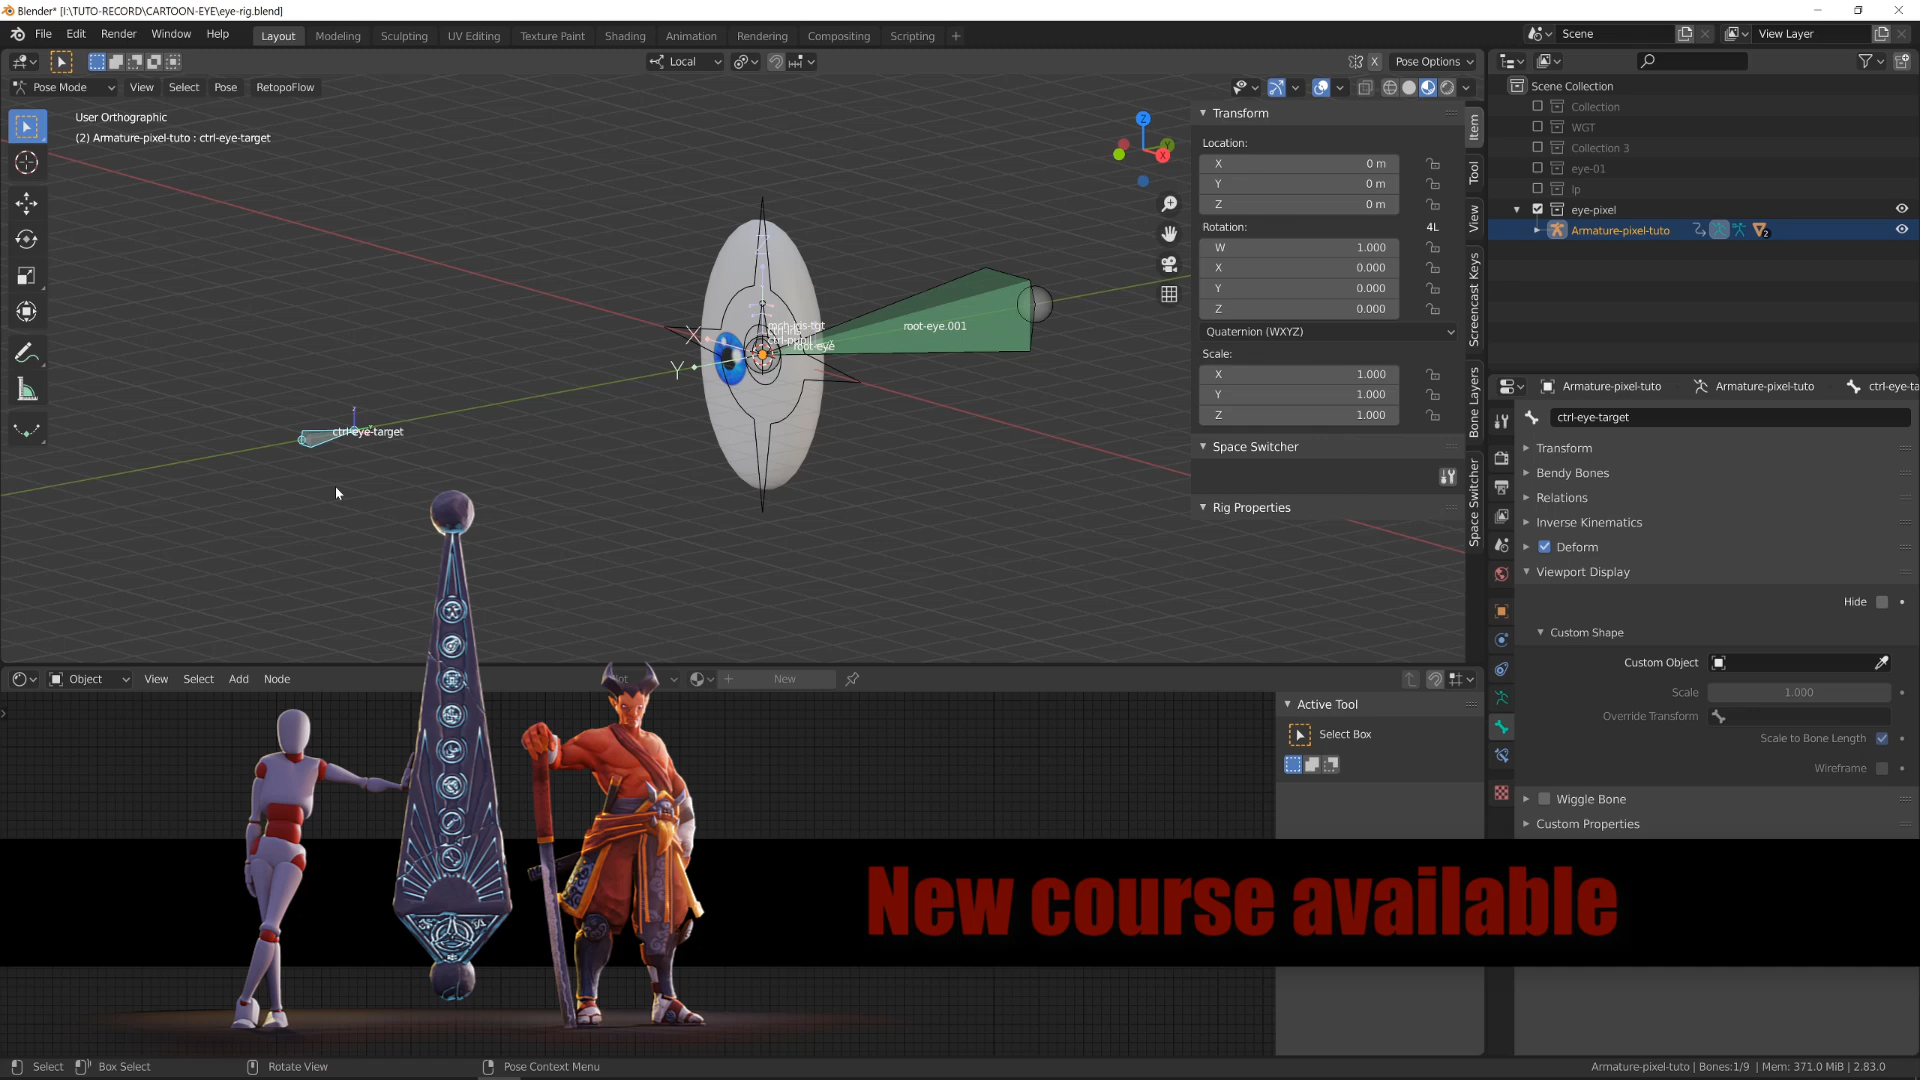 Blender* [I:\TUTO-RECORD\CARTOON-EYE\eye-rig.blend]
File Edit Render Window Help
Layout Modeling Sculpting UV Editing Texture Paint Shading Animation Rendering Compositing Scripting +
Scene
View Layer
Local
X
Pose Options
Pose Mode View Select Pose RetopoFlow
User Orthographic
(2) Armature-pixel-tuto : ctrl-eye-target
Z
Y
X
Transform
Location:
X 0 m
Y 0 m
Z 0 m
Rotation: 4L
W 1.000
X 0.000
Y 0.000
Z 0.000
Quaternion (WXYZ)
Scale:
X 1.000
Y 1.000
Z 1.000
Space Switcher
Rig Properties
Item
Tool
View
Screencast Keys
Bone Layers
Space Switcher
Z
X
Y
root-eye.001
root-eye
ctrl-eye-target
Scene Collection
Collection
WGT
Collection 3
eye-01
lp
eye-pixel
Armature-pixel-tuto
2
Armature-pixel-tuto
Armature-pixel-tuto
ctrl-eye-ta
ctrl-eye-target
Transform
Bendy Bones
Relations
Inverse Kinematics
Deform
Viewport Display
Hide
Custom Shape
Custom Object
Scale 1.000
Override Transform
Scale to Bone Length
Wireframe
Wiggle Bone
Custom Properties
Object View Select Add Node
New
Active Tool
Select Box
New course available
Select Box Select Rotate View Pose Context Menu
Armature-pixel-tuto | Bones:1/9 | Mem: 371.0 MiB | 2.83.0